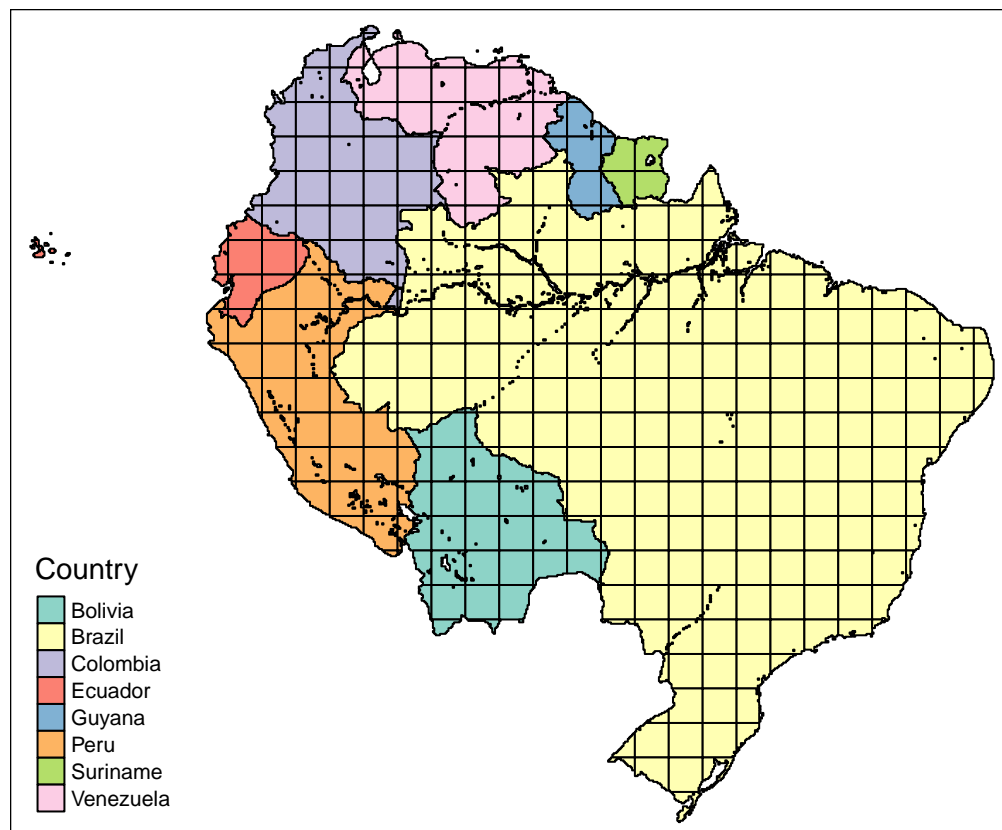 Country
Bolivia
Brazil
Colombia
Ecuador
Guyana
Peru
Suriname
Venezuela